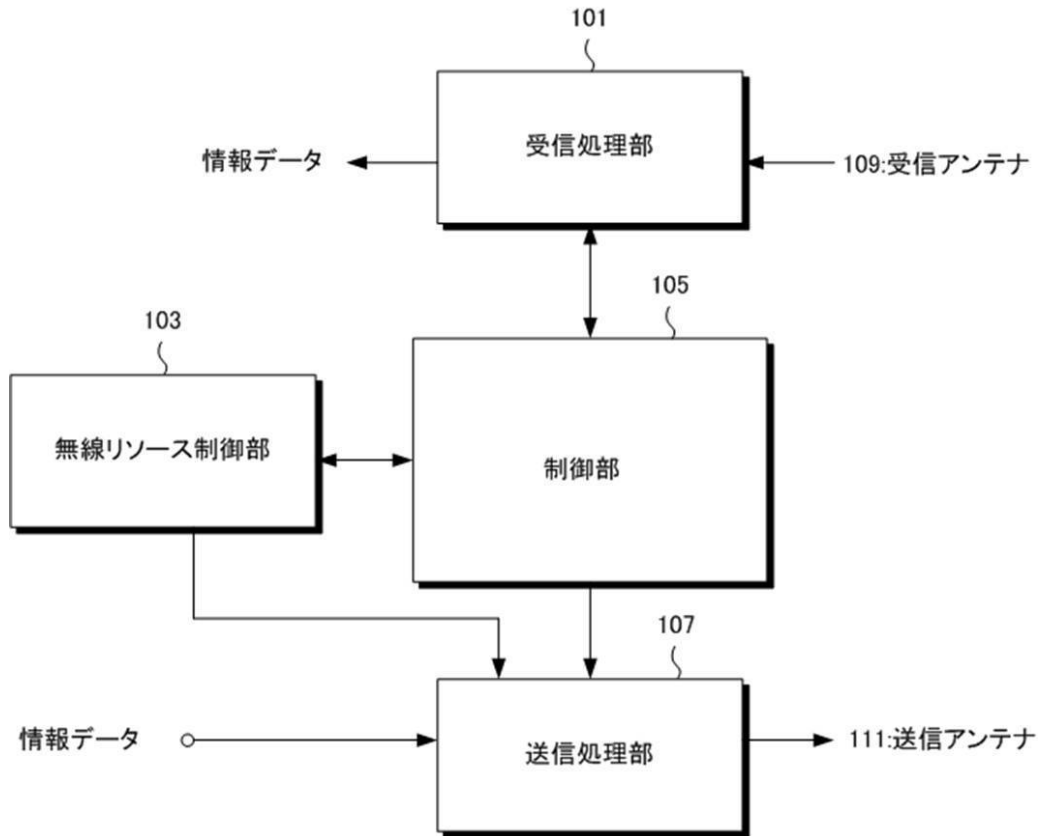 101
受信処理部
情報データ
109:受信アンテナ
105
103
無線リソース制御部
制御部
107
情報データ
送信処理部
111:送信アンテナ